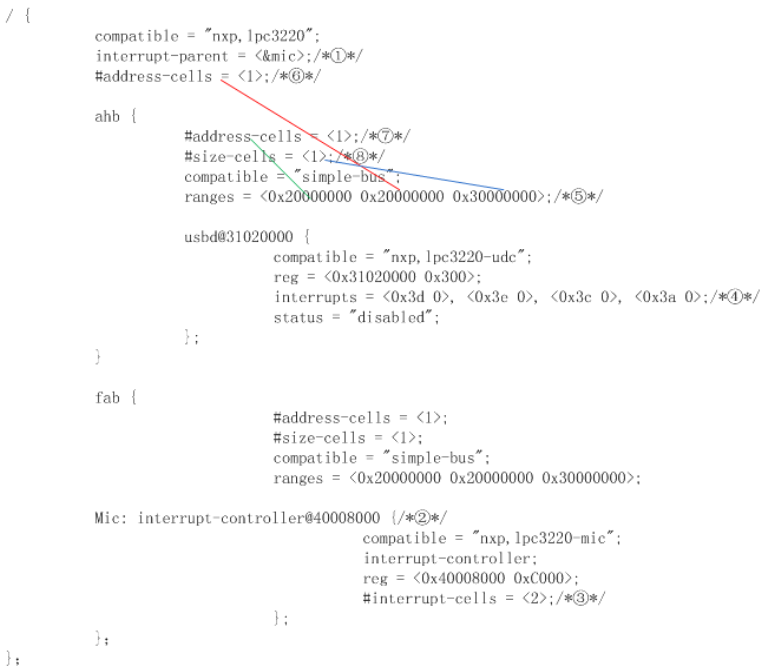 / {
compatible = "nxp,lpc3220";
interrupt-parent = <&mic>;/*①*/
#address-cells = <1>;/*⑥*/
ahb {
#address-cells = <1>;/*⑦*/
#size-cells = <1>;/*⑧*/
compatible = "simple-bus";
ranges = <0x20000000 0x20000000 0x30000000>;/*⑤*/
usbd@31020000 {
compatible = "nxp,lpc3220-udc";
reg = <0x31020000 0x300>;
interrupts = <0x3d 0>, <0x3e 0>, <0x3c 0>, <0x3a 0>;/*④*/
status = "disabled";
};
}
fab {
#address-cells = <1>;
#size-cells = <1>;
compatible = "simple-bus";
ranges = <0x20000000 0x20000000 0x30000000>;
Mic: interrupt-controller@40008000 {/*②*/
compatible = "nxp,lpc3220-mic";
interrupt-controller;
reg = <0x40008000 0xC000>;
#interrupt-cells = <2>;/*③*/
};
};
};